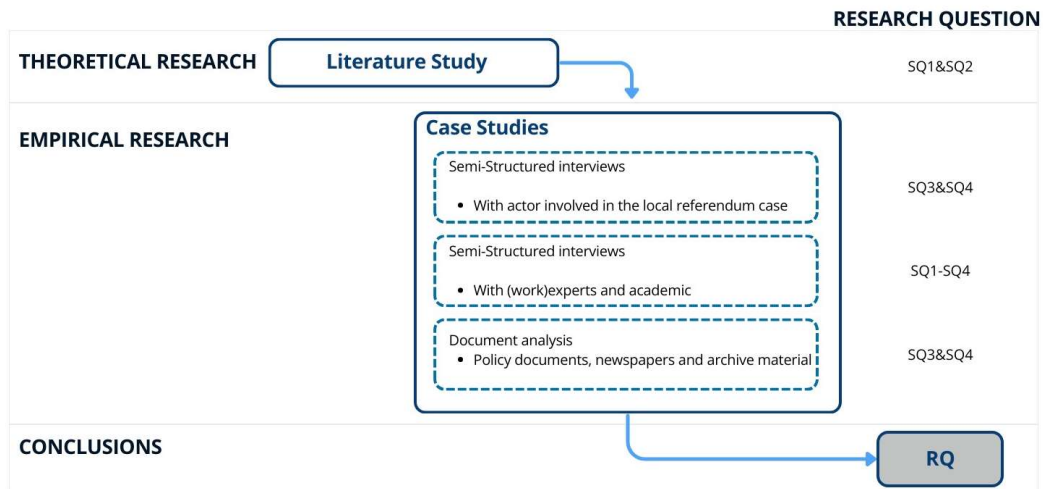 RESEARCH QUESTION
THEORETICAL RESEARCH
Literature Study
SQ1&SQ2
EMPIRICAL RESEARCH
Case Studies
Semi-Structured interviews
• With actor involved in the local referendum case
SQ3&SQ4
Semi-Structured interviews
• With (work)experts and academic
SQ1-SQ4
Document analysis
• Policy documents, newspapers and archive material
SQ3&SQ4
CONCLUSIONS
RQ